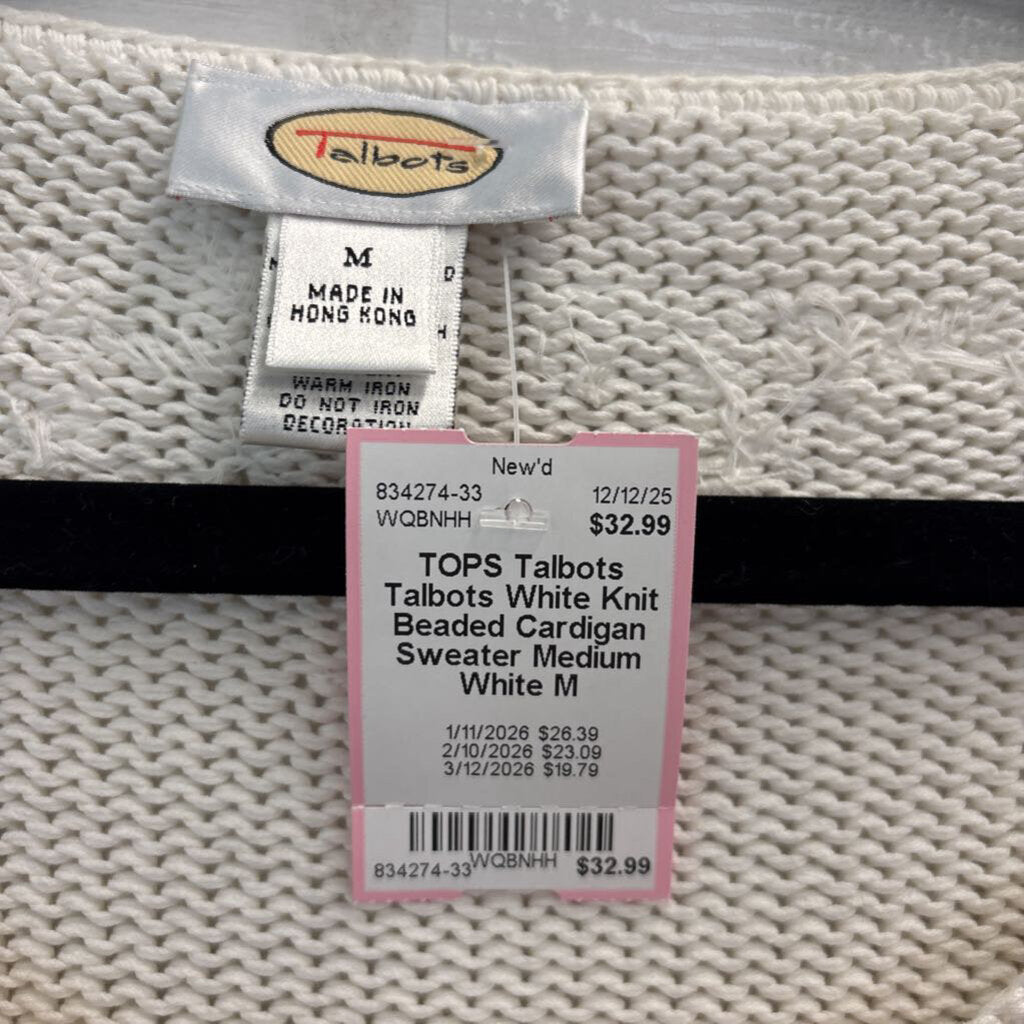 Talbots
M
MADE IN
HONG KONG
WARM IRON
DO NOT IRON
DECORATION
New'd
834274-33 12/12/25
WQBNHH $32.99
TOPS Talbots
Talbots White Knit
Beaded Cardigan
Sweater Medium
White M
1/11/2026 $26.39
2/10/2026 $23.09
3/12/2026 $19.79
834274-33 WQBNHH $32.99